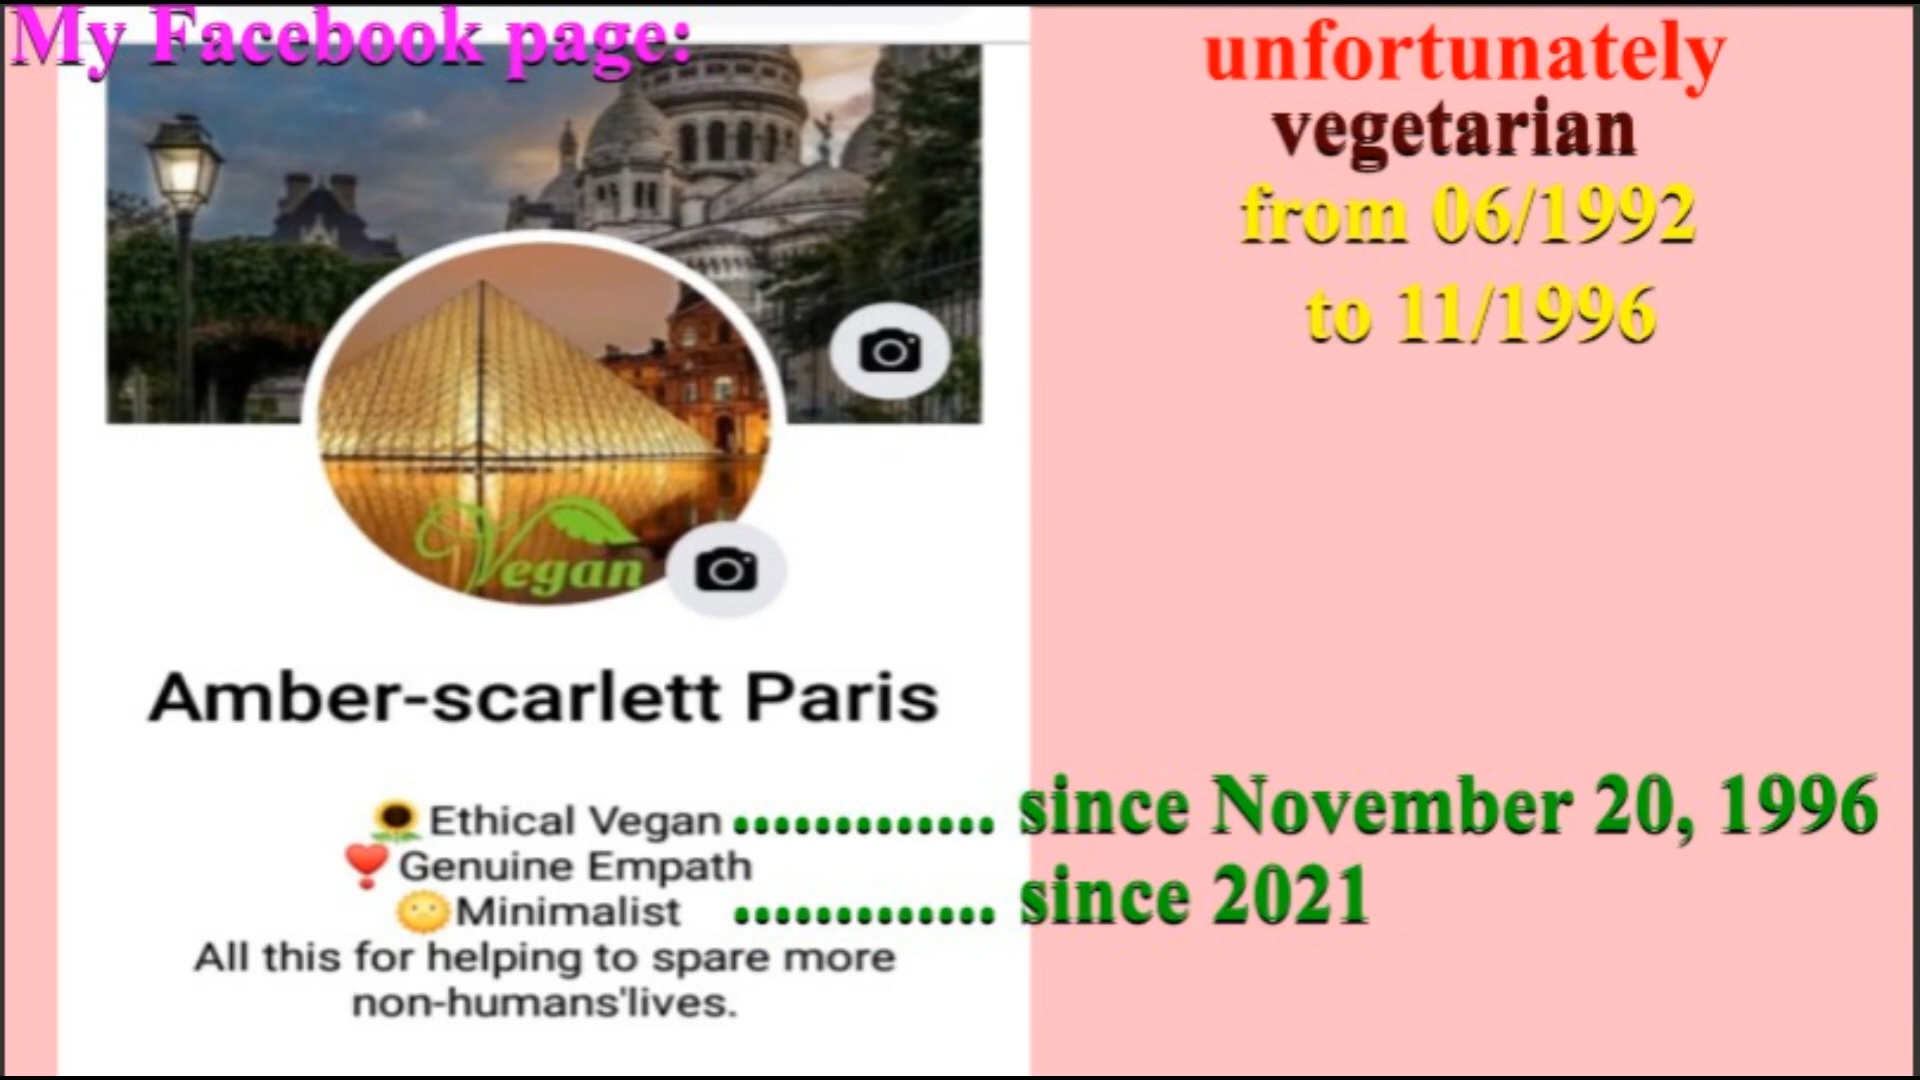 My Facebook page:
unfortunately
vegetarian
from 06/1992
to 11/1996
Vegan
Amber-scarlett Paris
🌻Ethical Vegan ............. since November 20, 1996
❣️Genuine Empath
😶Minimalist ............. since 2021
All this for helping to spare more
non-humans'lives.